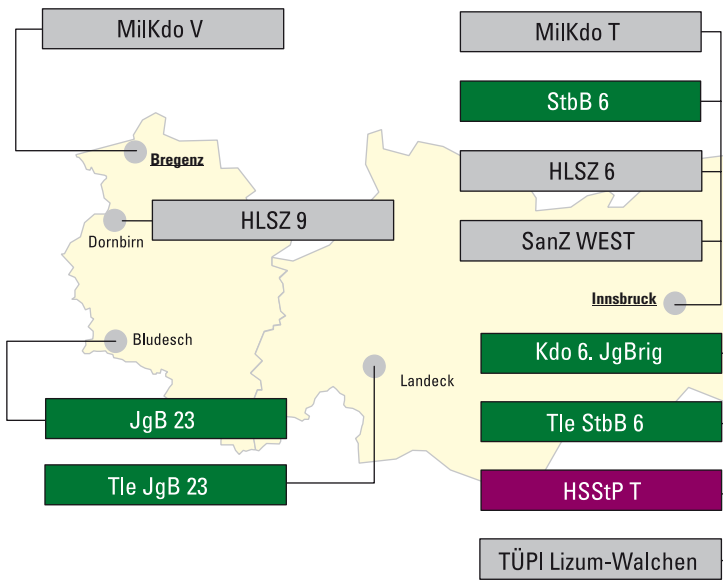 MilKdo V
MilKdo T
StbB 6
Bregenz
HLSZ 6
HLSZ 9
Dornbirn
SanZ WEST
Innsbruck
Bludesch
Kdo 6. JgBrig
Landeck
JgB 23
Tle StbB 6
Tle JgB 23
HSStP T
TÜPl Lizum-Walchen